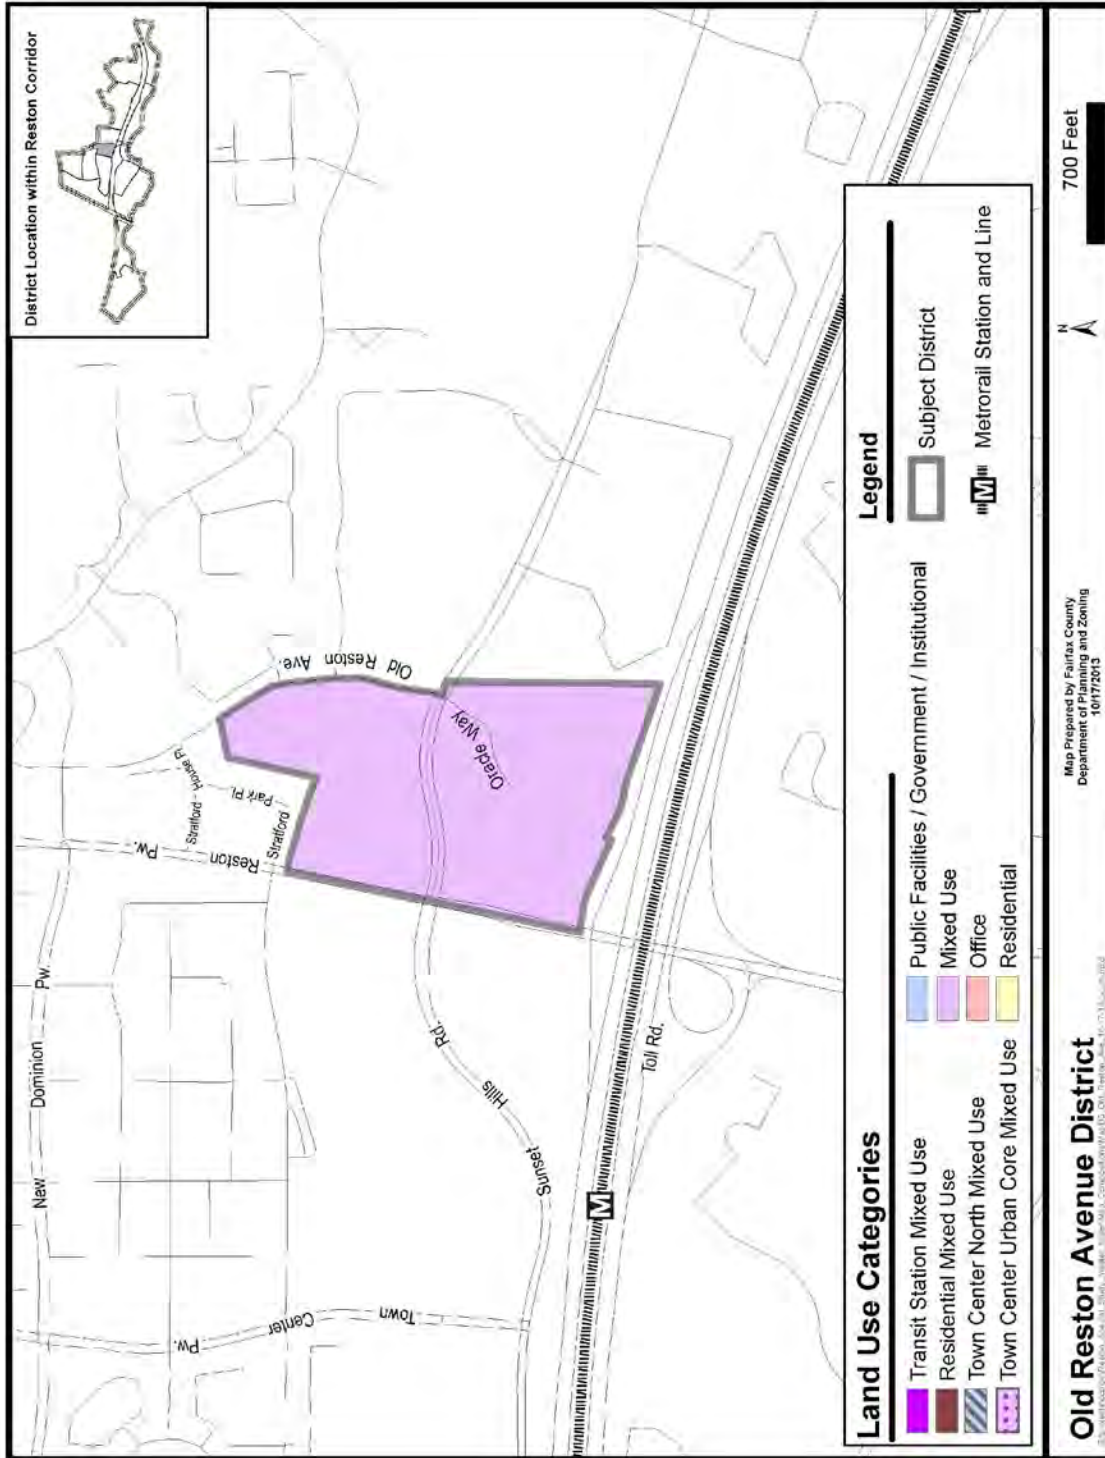 District Location within Reston Corridor
New Dominion Pw.
Reston Pw.
Stratford House Pl.
Park Pl.
Stratford
Old Reston Ave.
Oracle Way
Sunset Hills Rd.
Town Center Pw.
Toll Rd.
M
M
Land Use Categories
Transit Station Mixed Use
Residential Mixed Use
Town Center North Mixed Use
Town Center Urban Core Mixed Use
Public Facilities / Government / Institutional
Mixed Use
Office
Residential
Legend
Subject District
M
Metrorail Station and Line
Old Reston Avenue District
Map Prepared by Fairfax County
Department of Planning and Zoning
10/17/2013
N
700 Feet